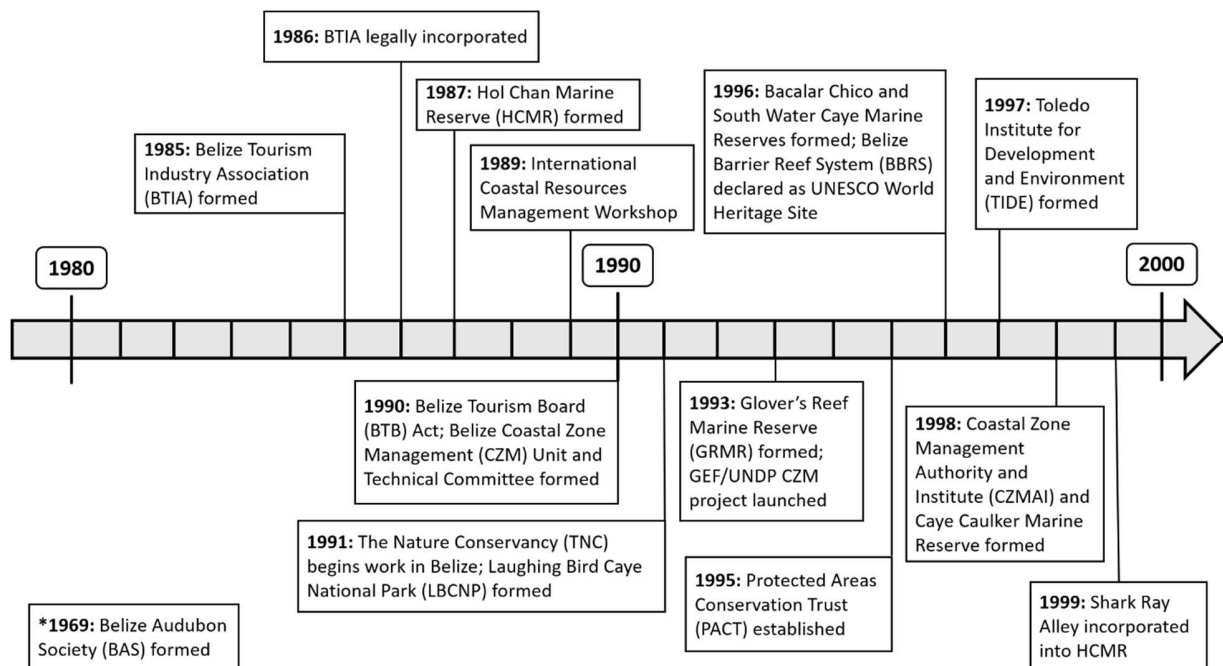 1986: BTIA legally incorporated
1987: Hol Chan Marine
Reserve (HCMR) formed
1985: Belize Tourism
Industry Association
(BTIA) formed
1989: International
Coastal Resources
Management Workshop
1996: Bacalar Chico and
South Water Caye Marine
Reserves formed; Belize
Barrier Reef System (BBRS)
declared as UNESCO World
Heritage Site
1997: Toledo
Institute for
Development
and Environment
(TIDE) formed
1980
1990
2000
1990: Belize Tourism Board
(BTB) Act; Belize Coastal Zone
Management (CZM) Unit and
Technical Committee formed
1991: The Nature Conservancy (TNC)
begins work in Belize; Laughing Bird Caye
National Park (LBCNP) formed
1993: Glover’s Reef
Marine Reserve
(GRMR) formed;
GEF/UNDP CZM
project launched
1995: Protected Areas
Conservation Trust
(PACT) established
1998: Coastal Zone
Management
Authority and
Institute (CZMAI) and
Caye Caulker Marine
Reserve formed
1999: Shark Ray
Alley incorporated
into HCMR
*1969: Belize Audubon
Society (BAS) formed